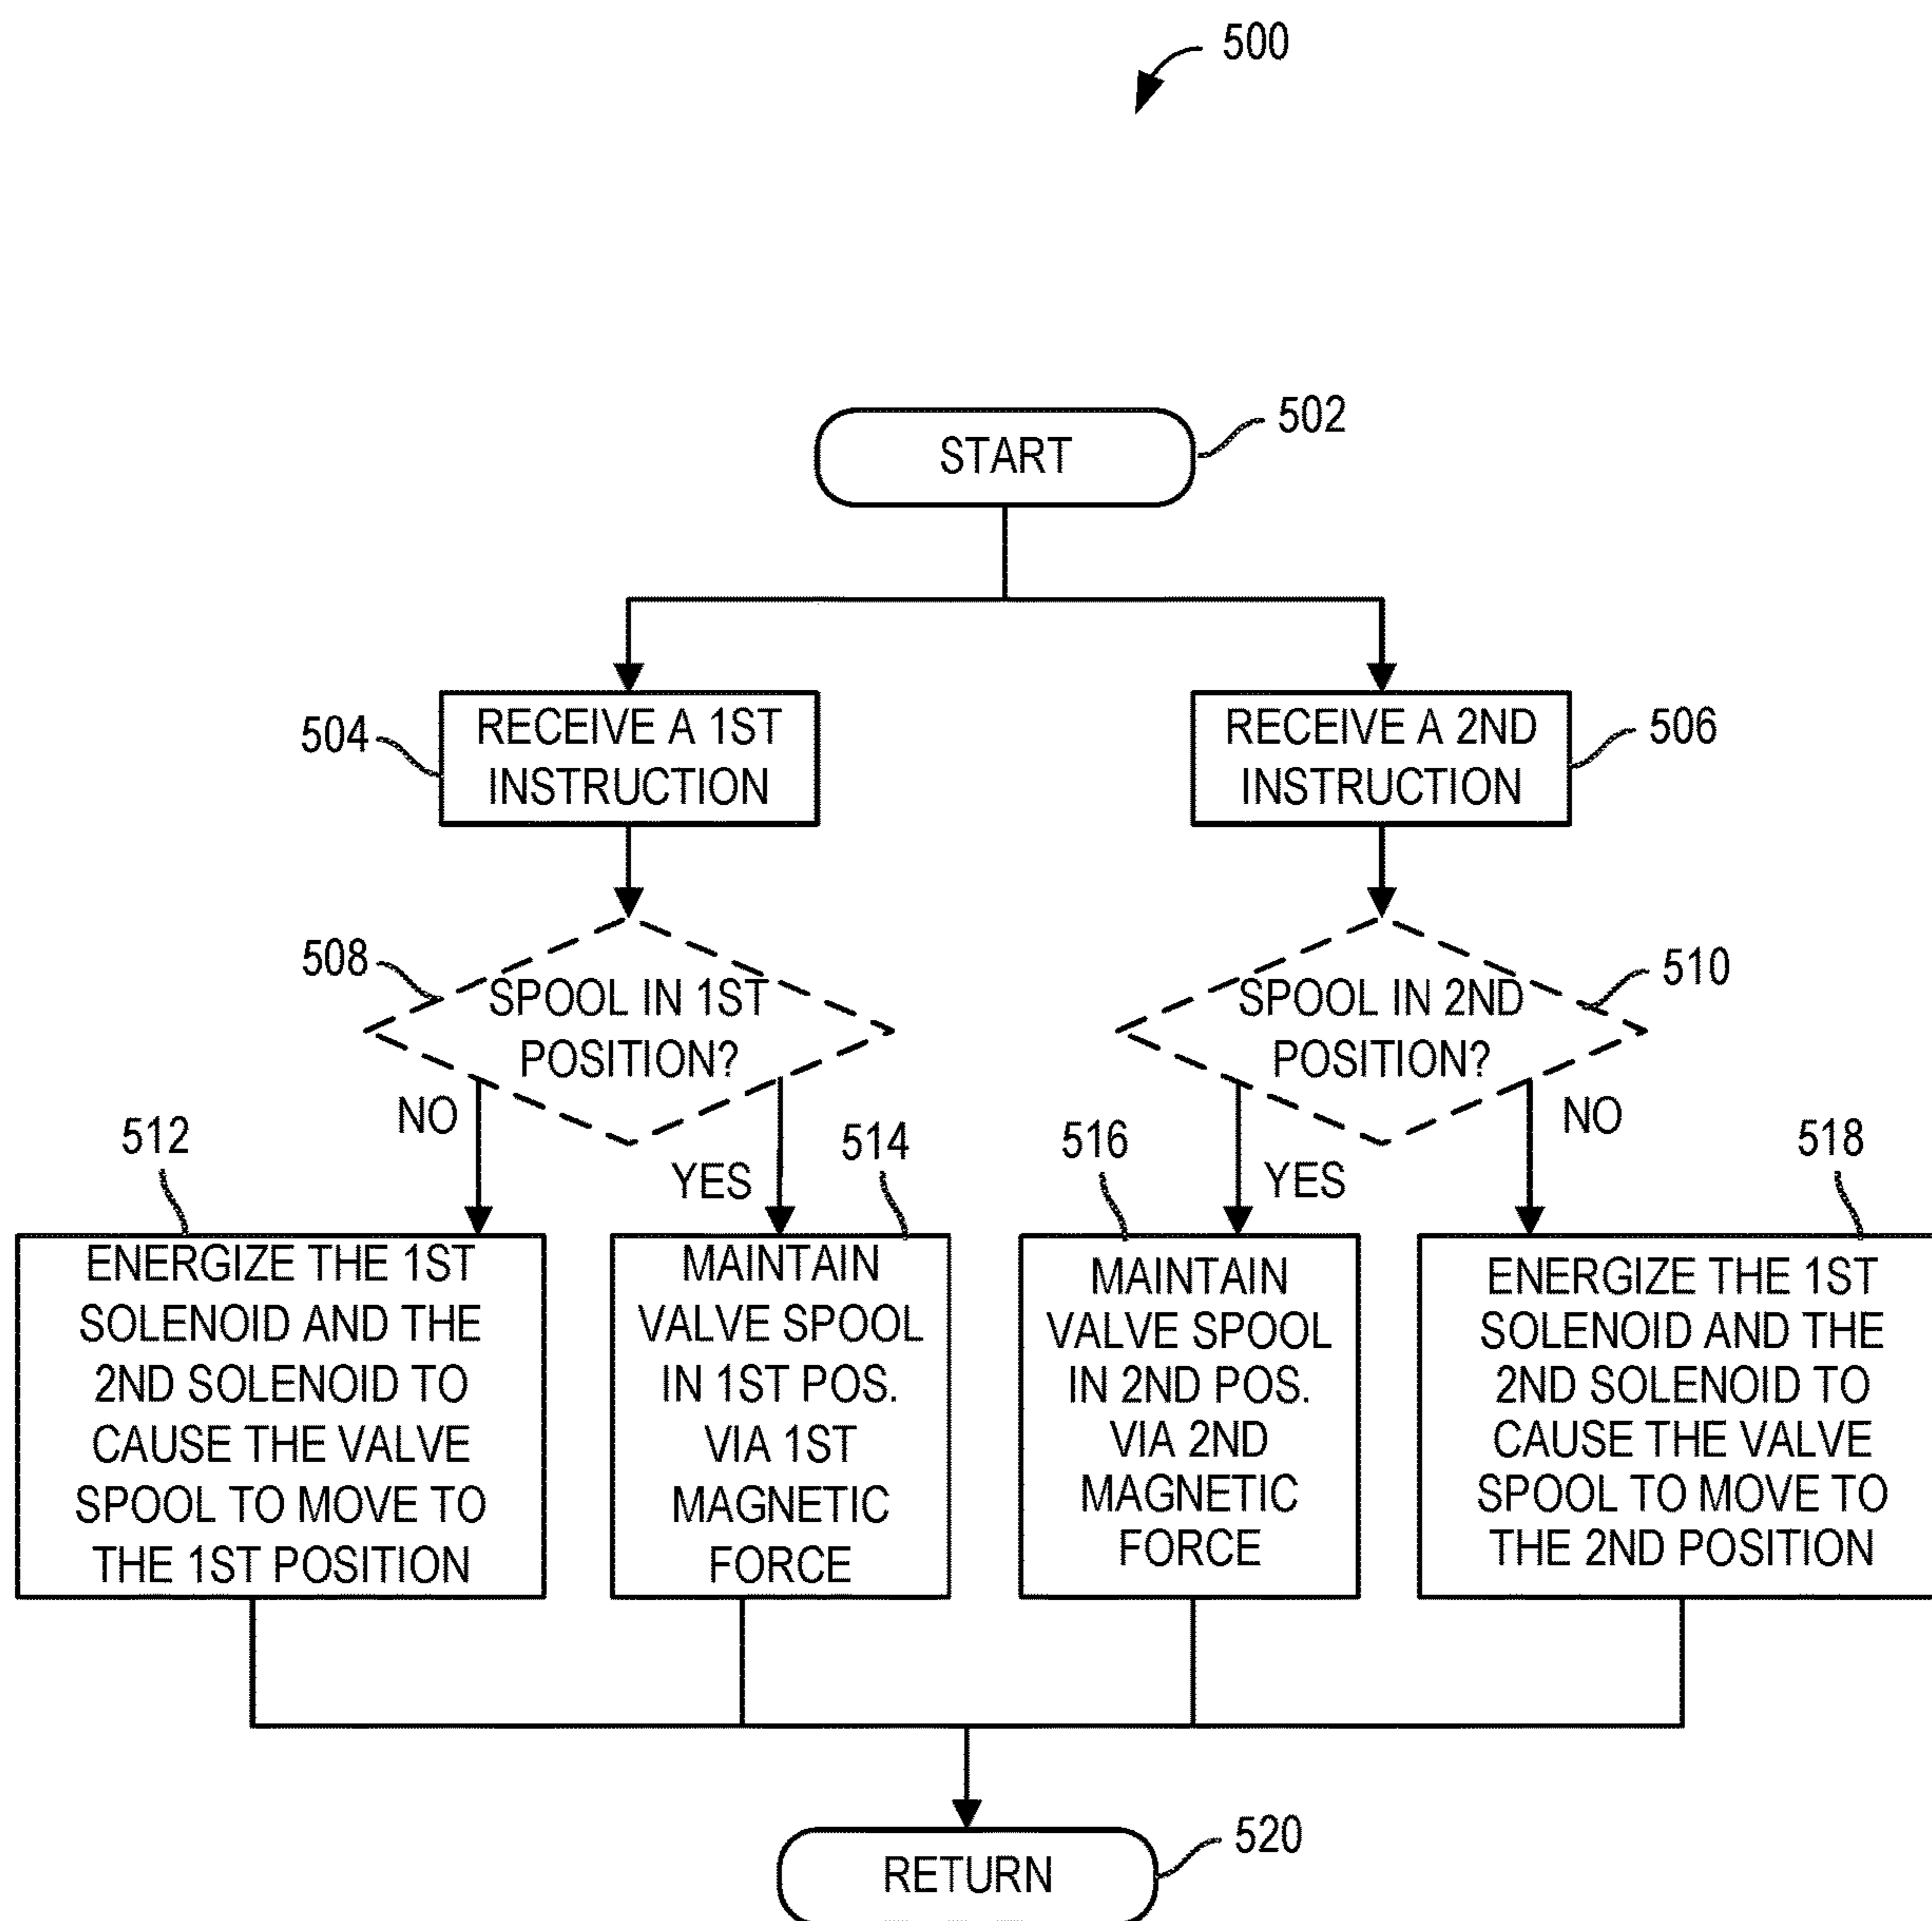 500
START
502
504
RECEIVE A 1ST
INSTRUCTION
RECEIVE A 2ND
INSTRUCTION
506
508
SPOOL IN 1ST
POSITION?
SPOOL IN 2ND
POSITION?
510
NO
YES
YES
NO
512
ENERGIZE THE 1ST
SOLENOID AND THE
2ND SOLENOID TO
CAUSE THE VALVE
SPOOL TO MOVE TO
THE 1ST POSITION
514
MAINTAIN
VALVE SPOOL
IN 1ST POS.
VIA 1ST
MAGNETIC
FORCE
516
MAINTAIN
VALVE SPOOL
IN 2ND POS.
VIA 2ND
MAGNETIC
FORCE
518
ENERGIZE THE 1ST
SOLENOID AND THE
2ND SOLENOID TO
CAUSE THE VALVE
SPOOL TO MOVE TO
THE 2ND POSITION
RETURN
520